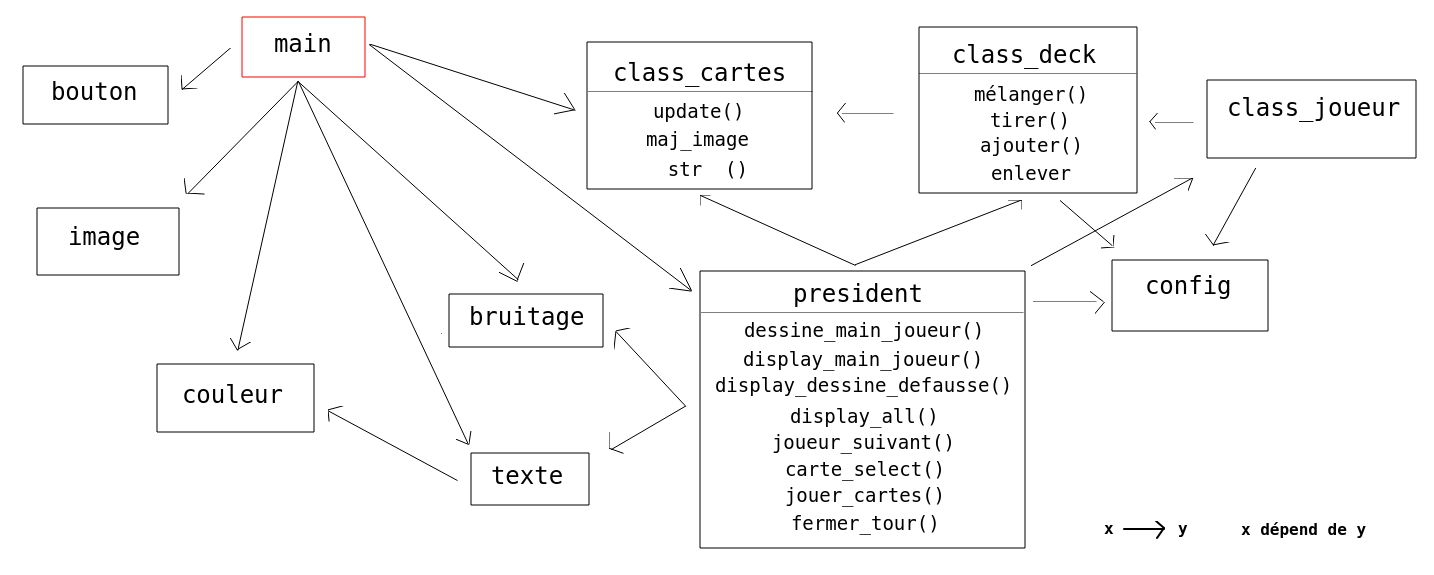 main
bouton
image
couleur
bruitage
texte
class_cartes
update()
maj_image
str  ()
class_deck
mélanger()
tirer()
ajouter()
enlever
class_joueur
config
president
dessine_main_joueur()
display_main_joueur()
display_dessine_defausse()
display_all()
joueur_suivant()
carte_select()
jouer_cartes()
fermer_tour()
x y x dépend de y